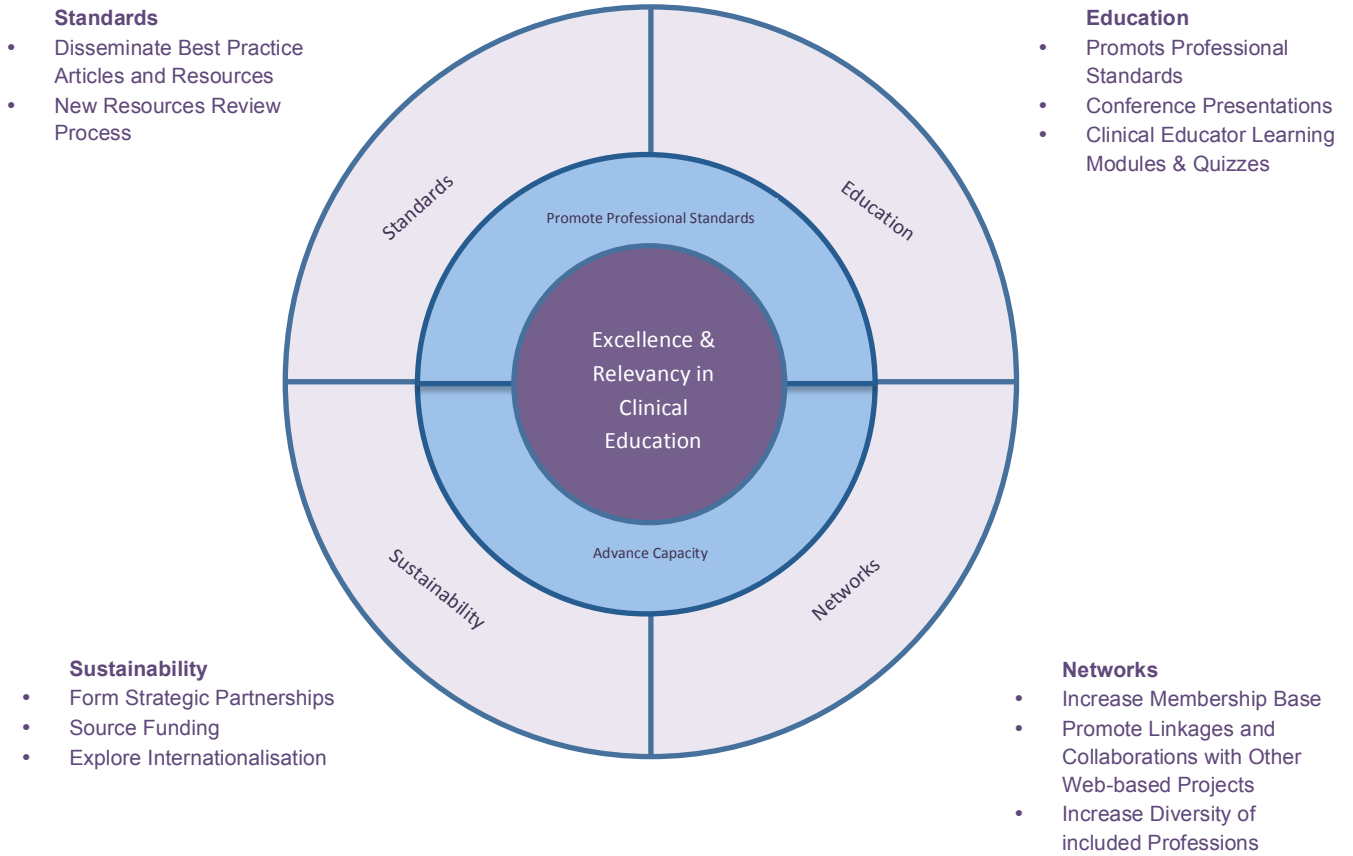 Standards
• Disseminate Best Practice
Articles and Resources
• New Resources Review
Process
Education
• Promots Professional
Standards
• Conference Presentations
• Clinical Educator Learning
Modules & Quizzes
Standards
Education
Promote Professional Standards
Excellence &
Relevancy in
Clinical
Education
Advance Capacity
Sustainability
Networks
Sustainability
• Form Strategic Partnerships
• Source Funding
• Explore Internationalisation
Networks
• Increase Membership Base
• Promote Linkages and
Collaborations with Other
Web-based Projects
• Increase Diversity of
included Professions